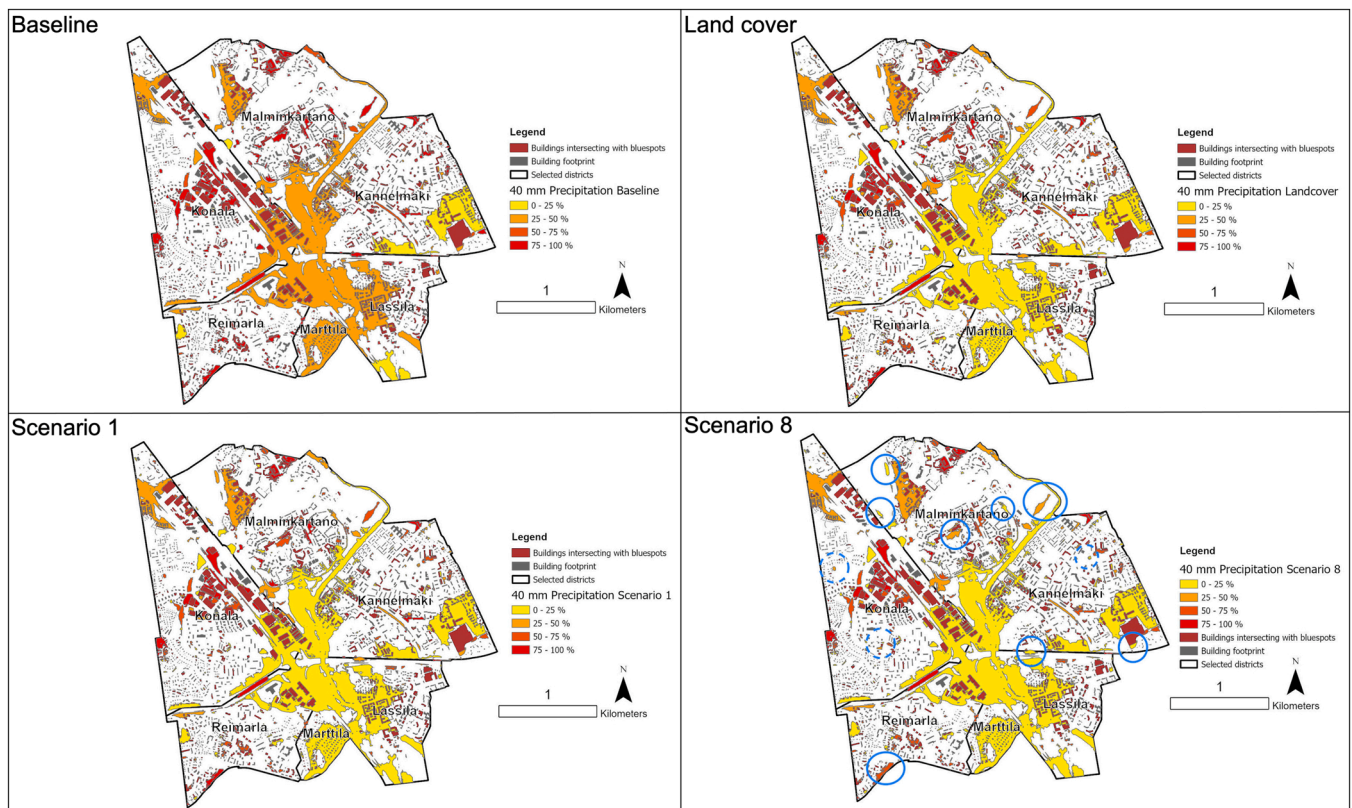 Baseline
Malminkartano
Kannelmäki
Konala
Lassila
Reimarla
Marttila
Legend
Buildings intersecting with bluespots
Building footprint
Selected districts
40 mm Precipitation Baseline
0 - 25 %
25 - 50 %
50 - 75 %
75 - 100 %
N
1
Kilometers
Land cover
Malminkartano
Kannelmäki
Konala
Lassila
Reimarla
Marttila
Legend
Buildings intersecting with bluespots
Building footprint
Selected districts
40 mm Precipitation Landcover
0 - 25 %
25 - 50 %
50 - 75 %
75 - 100 %
N
1
Kilometers
Scenario 1
Malminkartano
Kannelmäki
Konala
Lassila
Reimarla
Marttila
Legend
Buildings intersecting with bluespots
Building footprint
Selected districts
40 mm Precipitation Scenario 1
0 - 25 %
25 - 50 %
50 - 75 %
75 - 100 %
N
1
Kilometers
Scenario 8
Malminkartano
Kannelmäki
Konala
Lassila
Reimarla
Marttila
Legend
40 mm Precipitation Scenario 8
0 - 25 %
25 - 50 %
50 - 75 %
75 - 100 %
Buildings intersecting with bluespots
Building footprint
Selected districts
N
1
Kilometers